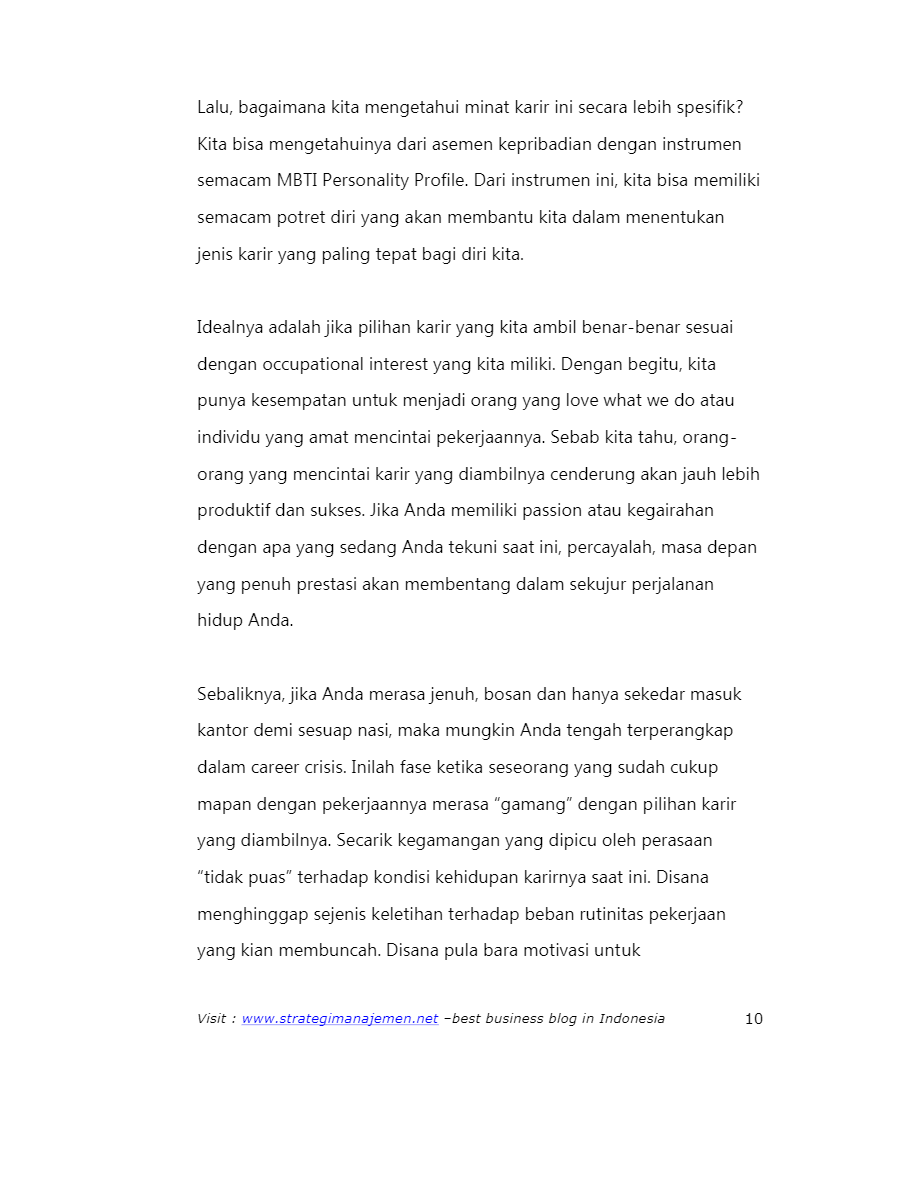 Lalu, bagaimana kita mengetahui minat karir ini secara lebih spesifik?
Kita bisa mengetahuinya dari asemen kepribadian dengan instrumen
semacam MBTI Personality Profile. Dari instrumen ini, kita bisa memiliki
semacam potret diri yang akan membantu kita dalam menentukan
jenis karir yang paling tepat bagi diri kita.
Idealnya adalah jika pilihan karir yang kita ambil benar-benar sesuai
dengan occupational interest yang kita miliki. Dengan begitu, kita
punya kesempatan untuk menjadi orang yang love what we do atau
individu yang amat mencintai pekerjaannya. Sebab kita tahu, orang-
orang yang mencintai karir yang diambilnya cenderung akan jauh lebih
produktif dan sukses. Jika Anda memiliki passion atau kegairahan
dengan apa yang sedang Anda tekuni saat ini, percayalah, masa depan
yang penuh prestasi akan membentang dalam sekujur perjalanan
hidup Anda.
Sebaliknya, jika Anda merasa jenuh, bosan dan hanya sekedar masuk
kantor demi sesuap nasi, maka mungkin Anda tengah terperangkap
dalam career crisis. Inilah fase ketika seseorang yang sudah cukup
mapan dengan pekerjaannya merasa “gamang” dengan pilihan karir
yang diambilnya. Secarik kegamangan yang dipicu oleh perasaan
“tidak puas” terhadap kondisi kehidupan karirnya saat ini. Disana
menghinggap sejenis keletihan terhadap beban rutinitas pekerjaan
yang kian membuncah. Disana pula bara motivasi untuk
Visit : www.strategimanajemen.net –best business blog in Indonesia 10